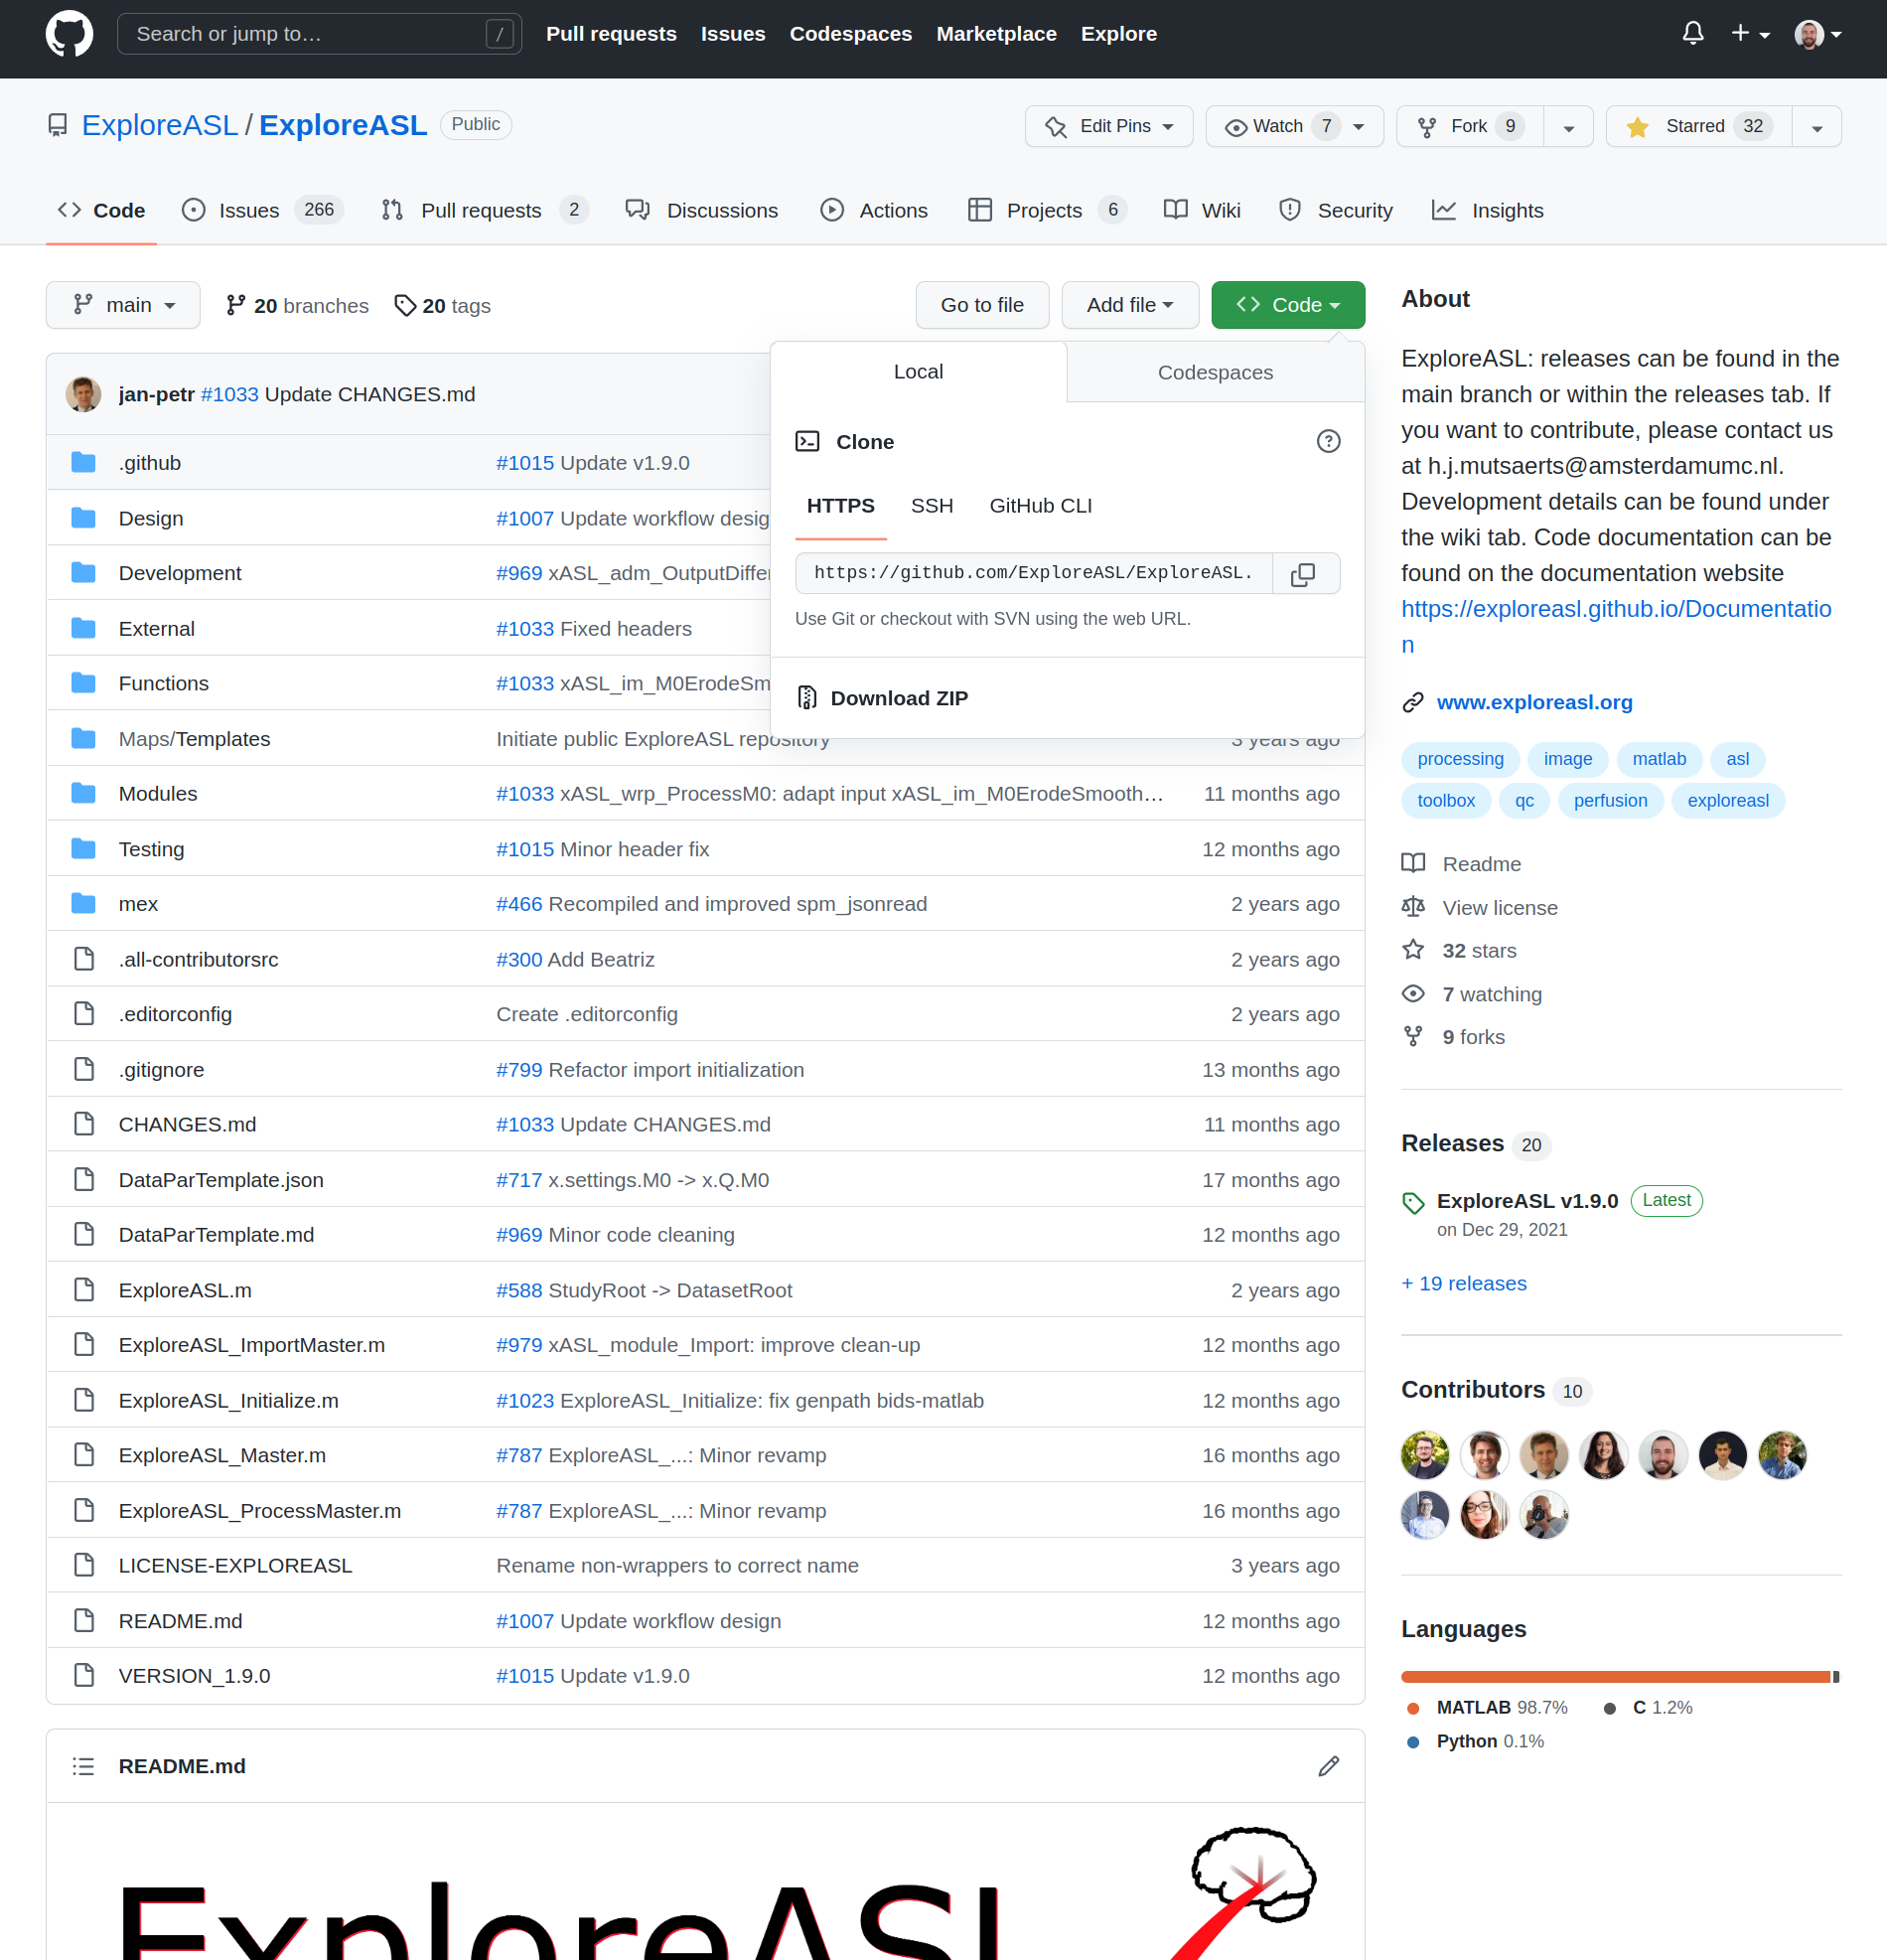 Search or jump to… / Pull requests Issues Codespaces Marketplace Explore
ExploreASL / ExploreASL Public Edit Pins Watch 7 Fork 9 Starred 32
Code Issues 266 Pull requests 2 Discussions Actions Projects 6 Wiki Security Insights
main 20 branches 20 tags Go to file Add file Code
Local Codespaces
Clone
HTTPS SSH GitHub CLI
https://github.com/ExploreASL/ExploreASL.
Use Git or checkout with SVN using the web URL.
Download ZIP
jan-petr #1033 Update CHANGES.md
.github #1015 Update v1.9.0
Design #1007 Update workflow desig
Development #969 xASL_adm_OutputDiffer
External #1033 Fixed headers
Functions #1033 xASL_im_M0ErodeSm
Maps/Templates Initiate public ExploreASL repository 3 years ago
Modules #1033 xASL_wrp_ProcessM0: adapt input xASL_im_M0ErodeSmooth… 11 months ago
Testing #1015 Minor header fix 12 months ago
mex #466 Recompiled and improved spm_jsonread 2 years ago
.all-contributorsrc #300 Add Beatriz 2 years ago
.editorconfig Create .editorconfig 2 years ago
.gitignore #799 Refactor import initialization 13 months ago
CHANGES.md #1033 Update CHANGES.md 11 months ago
DataParTemplate.json #717 x.settings.M0 -> x.Q.M0 17 months ago
DataParTemplate.md #969 Minor code cleaning 12 months ago
ExploreASL.m #588 StudyRoot -> DatasetRoot 2 years ago
ExploreASL_ImportMaster.m #979 xASL_module_Import: improve clean-up 12 months ago
ExploreASL_Initialize.m #1023 ExploreASL_Initialize: fix genpath bids-matlab 12 months ago
ExploreASL_Master.m #787 ExploreASL_...: Minor revamp 16 months ago
ExploreASL_ProcessMaster.m #787 ExploreASL_...: Minor revamp 16 months ago
LICENSE-EXPLOREASL Rename non-wrappers to correct name 3 years ago
README.md #1007 Update workflow design 12 months ago
VERSION_1.9.0 #1015 Update v1.9.0 12 months ago
README.md
ExploreASL
About
ExploreASL: releases can be found in the
main branch or within the releases tab. If
you want to contribute, please contact us
at h.j.mutsaerts@amsterdamumc.nl.
Development details can be found under
the wiki tab. Code documentation can be
found on the documentation website
https://exploreasl.github.io/Documentatio
n
www.exploreasl.org
processing image matlab asl
toolbox qc perfusion exploreasl
Readme
View license
32 stars
7 watching
9 forks
Releases 20
ExploreASL v1.9.0 Latest
on Dec 29, 2021
+ 19 releases
Contributors 10
Languages
MATLAB 98.7% C 1.2%
Python 0.1%